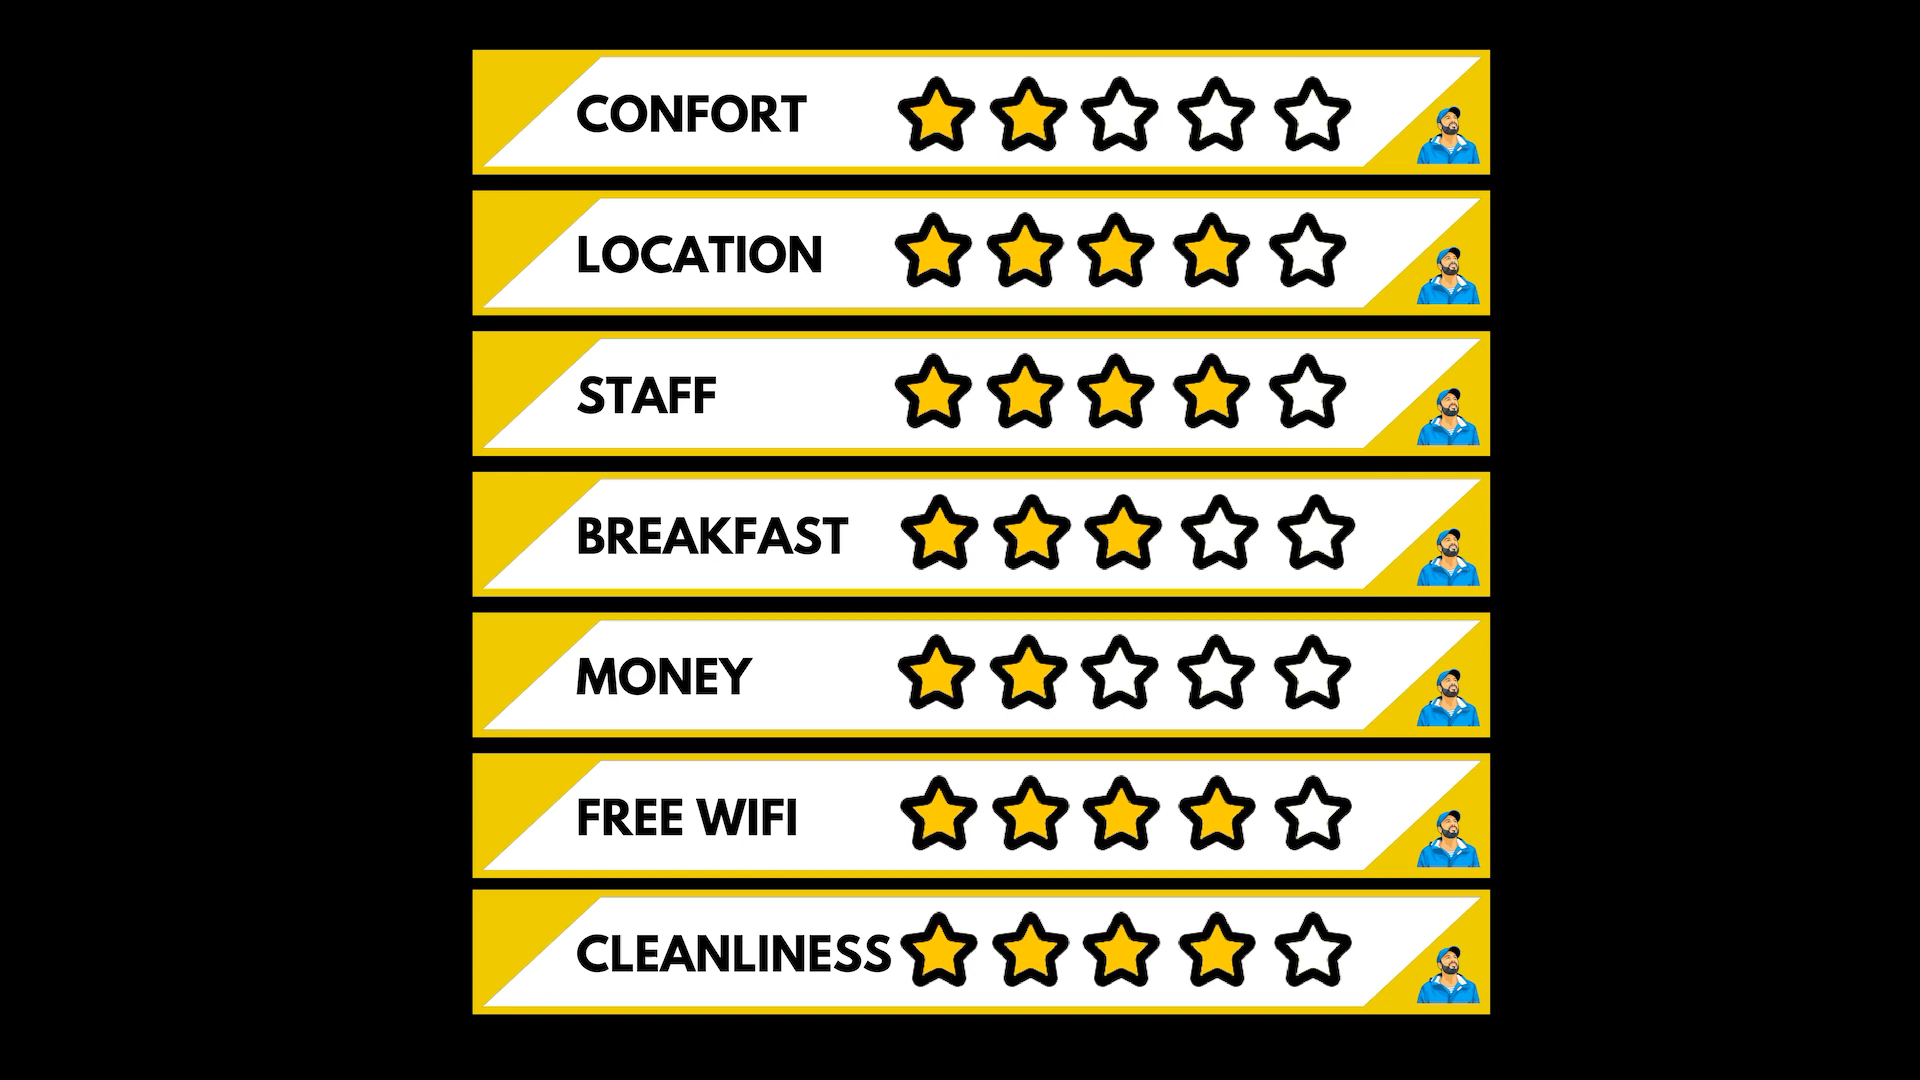 CONFORT
LOCATION
STAFF
BREAKFAST
MONEY
FREE WIFI
CLEANLINESS